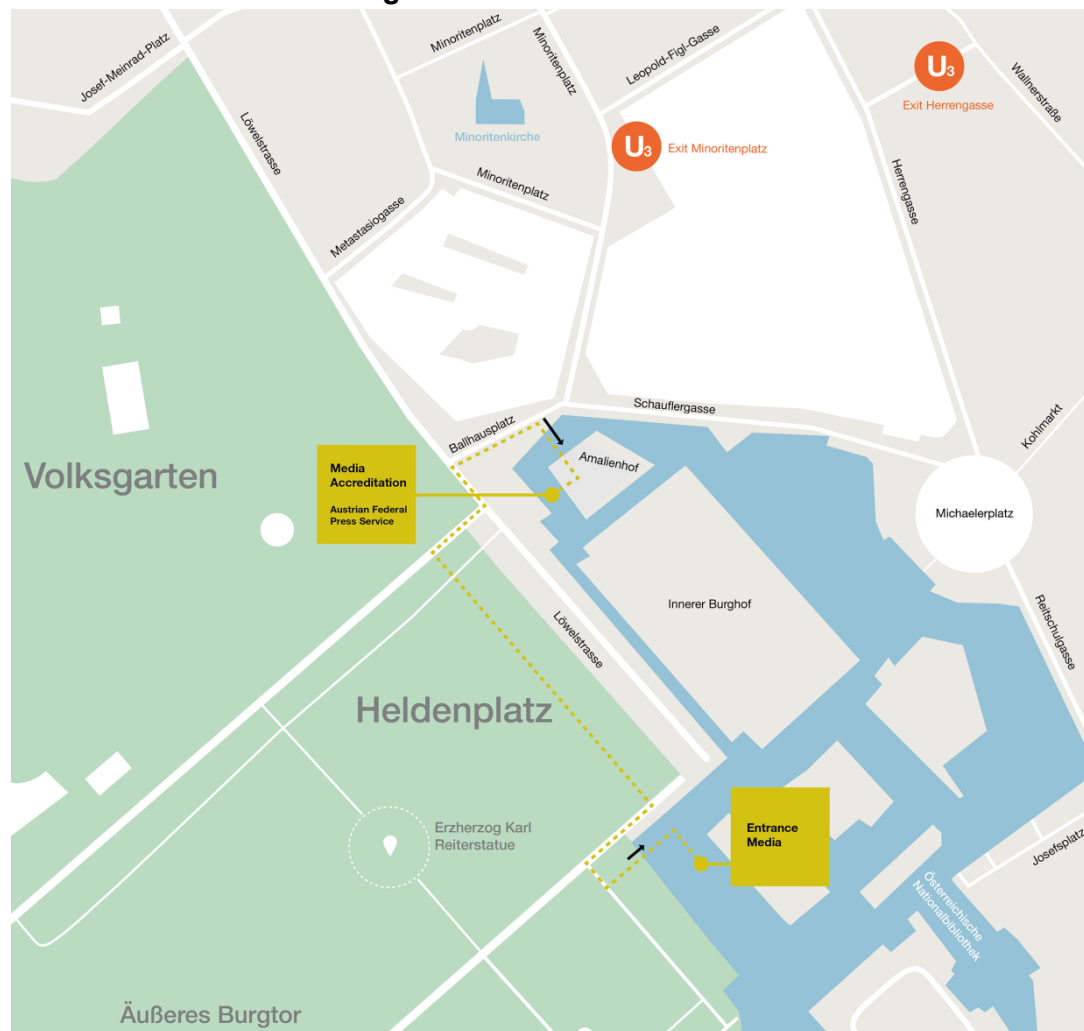 Josef-Meinrad-Platz
Löwelstrasse
Minoritenplatz
Minoritenplatz
Leopold-Figl-Gasse
U3
Exit Herrengasse
Wallnerstraße
Minoritenkirche
U3
Exit Minoritenplatz
Herrengasse
Minoritenplatz
Metastasiogasse
Schauflergasse
Kohlmarkt
Ballhausplatz
Volksgarten
Media
Accreditation
Austrian Federal
Press Service
Amalienhof
Michaelerplatz
Innerer Burghof
Reitschulgasse
Löwelstrasse
Heldenplatz
Erzherzog Karl
Reiterstatue
Entrance
Media
Josefsplatz
Österreichische
Nationalbibliothek
Äußeres Burgtor